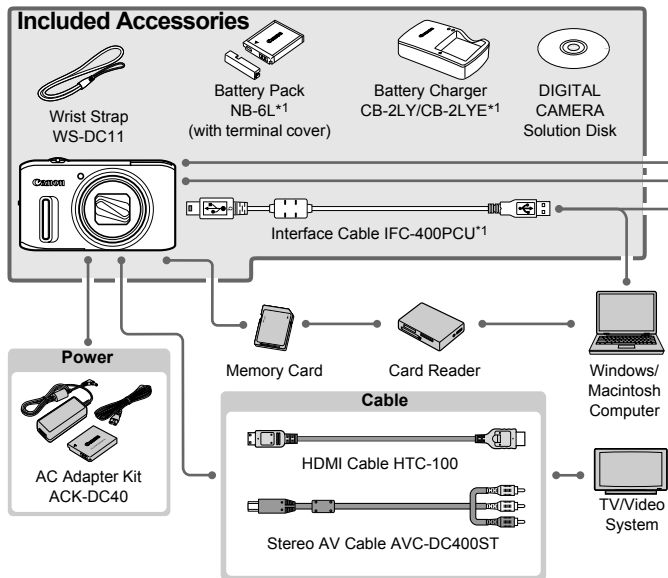 Included Accessories
Wrist Strap
WS-DC11
Battery Pack
NB-6L*1
(with terminal cover)
Battery Charger
CB-2LY/CB-2LYE*1
DIGITAL
CAMERA
Solution Disk
Canon
Interface Cable IFC-400PCU*1
Memory Card
Card Reader
Windows/
Macintosh
Computer
Power
AC Adapter Kit
ACK-DC40
Cable
HDMI Cable HTC-100
Stereo AV Cable AVC-DC400ST
TV/Video
System